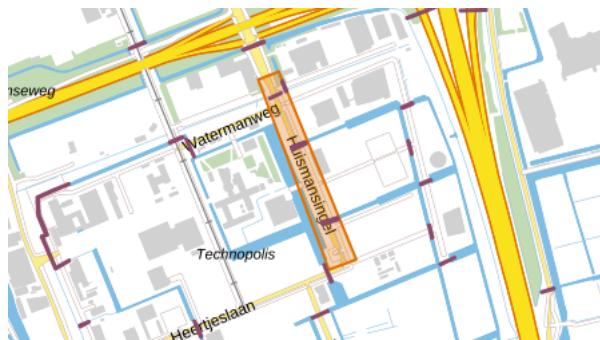 nseweg
Watermanweg
Huismansingel
Technopolis
Heertjeslaan